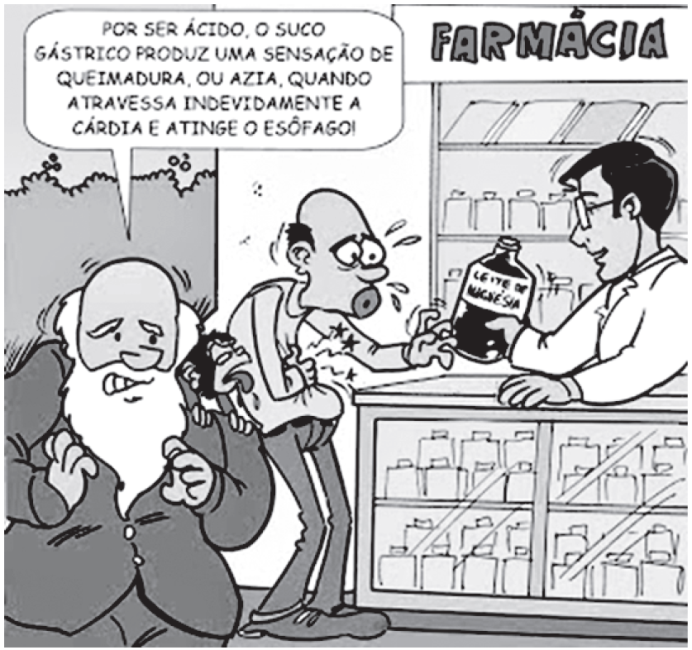 POR SER ÁCIDO, O SUCO
GÁSTRICO PRODUZ UMA SENSAÇÃO DE
QUEIMADURA, OU AZIA, QUANDO
ATRAVESSA INDEVIDAMENTE A
CÁRDIA E ATINGE O ESÔFAGO!
FARMÁCIA
LEITE DE
MAGNÉSIA